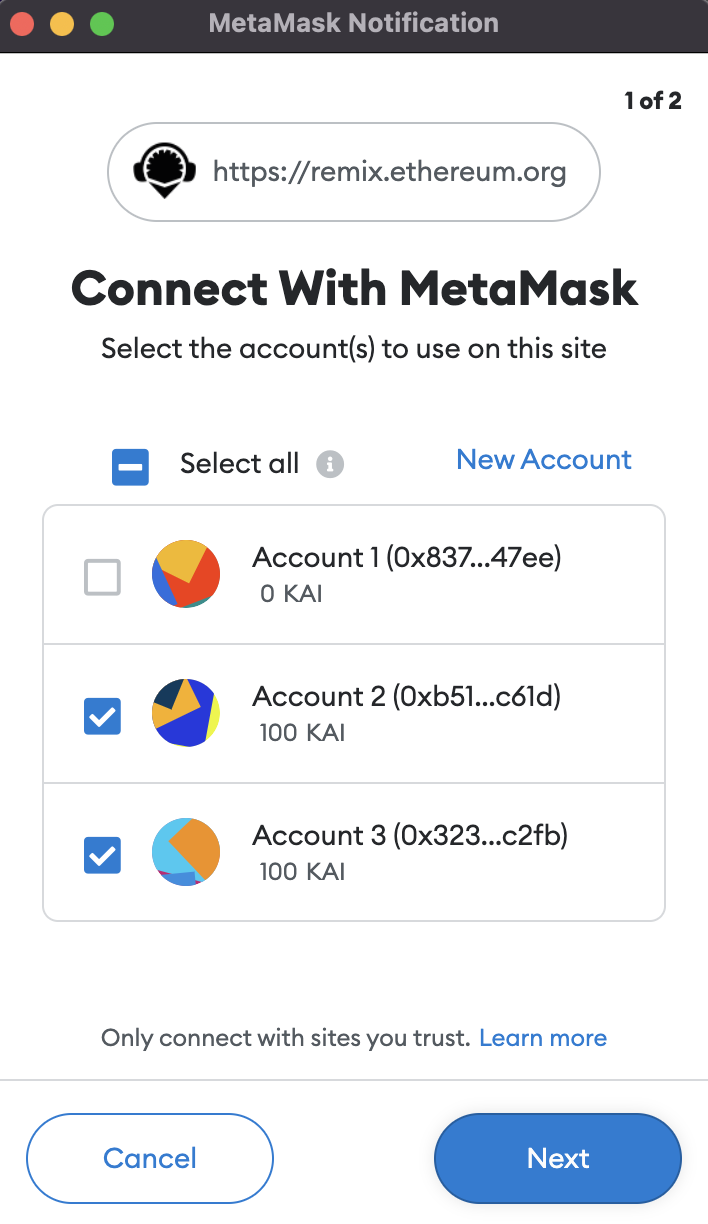 MetaMask Notification
1 of 2
https://remix.ethereum.org
Connect With MetaMask
Select the account(s) to use on this site
Select all
New Account
Account 1 (0x837...47ee)
0 KAI
Account 2 (0xb51...c61d)
100 KAI
Account 3 (0x323...c2fb)
100 KAI
Only connect with sites you trust. Learn more
Cancel
Next